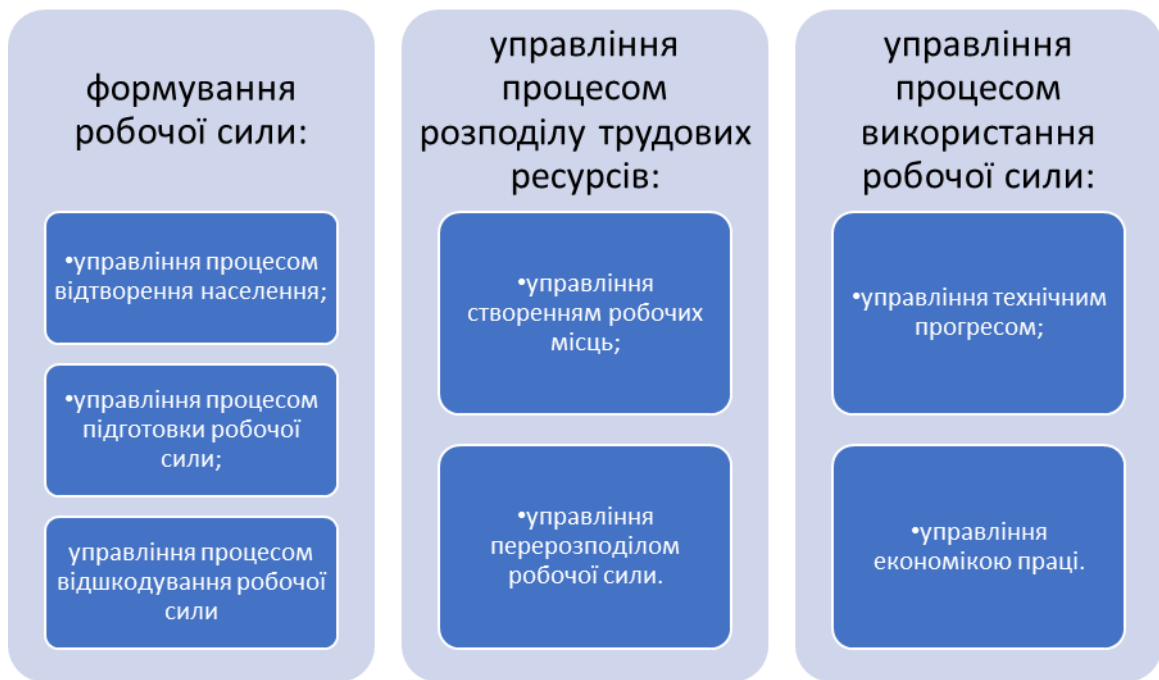 формування
робочої сили:
•управління процесом
відтворення населення;
•управління процесом
підготовки робочої
сили;
управління процесом
відшкодування робочої
сили
управління
процесом
розподілу трудових
ресурсів:
•управління
створенням робочих
місць;
•управління
перерозподілом
робочої сили.
управління
процесом
використання
робочої сили:
•управління технічним
прогресом;
•управління
економікою праці.